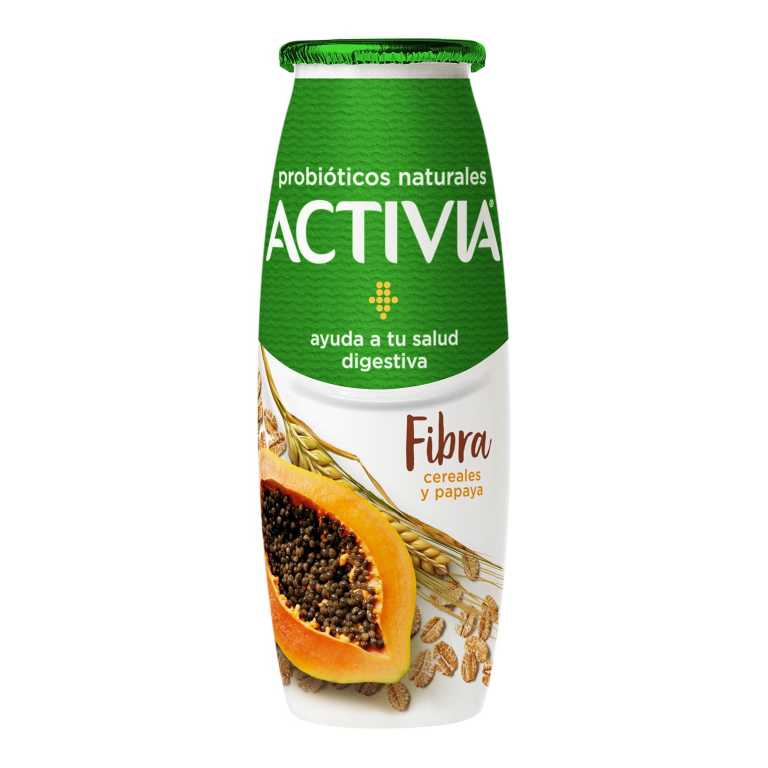 probióticos naturales
ACTIVIA®
ayuda a tu salud
digestiva
Fibra
cereales
y papaya